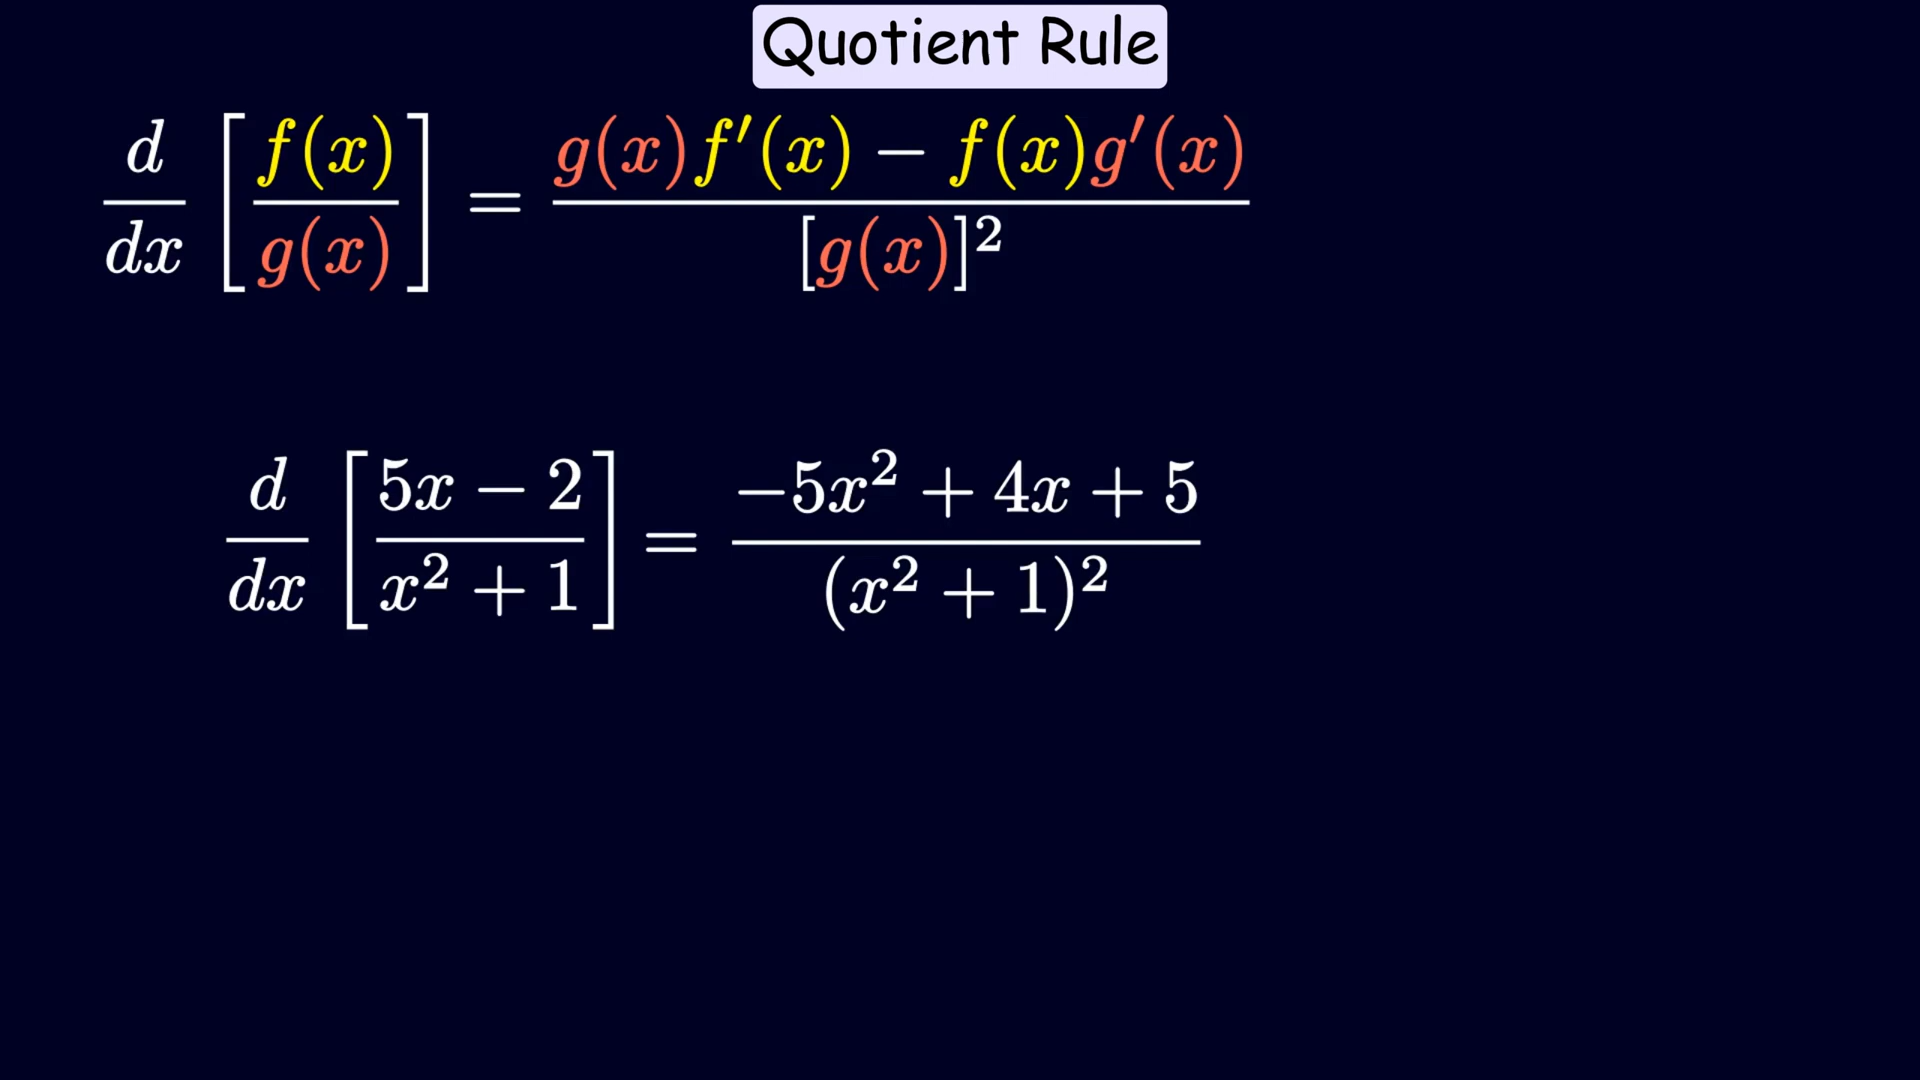 Quotient Rule
d/dx [f(x)/g(x)] = (g(x)f′(x) − f(x)g′(x))/[g(x)]²
d/dx [(5x − 2)/(x² + 1)] = (−5x² + 4x + 5)/(x² + 1)²